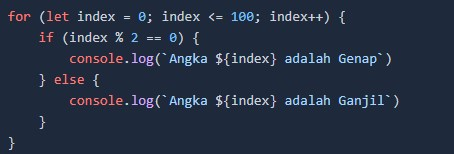 for (let index = 0; index <= 100; index++) {
    if (index % 2 == 0) {
        console.log(`Angka ${index} adalah Genap`)
    } else {
        console.log(`Angka ${index} adalah Ganjil`)
    }
}